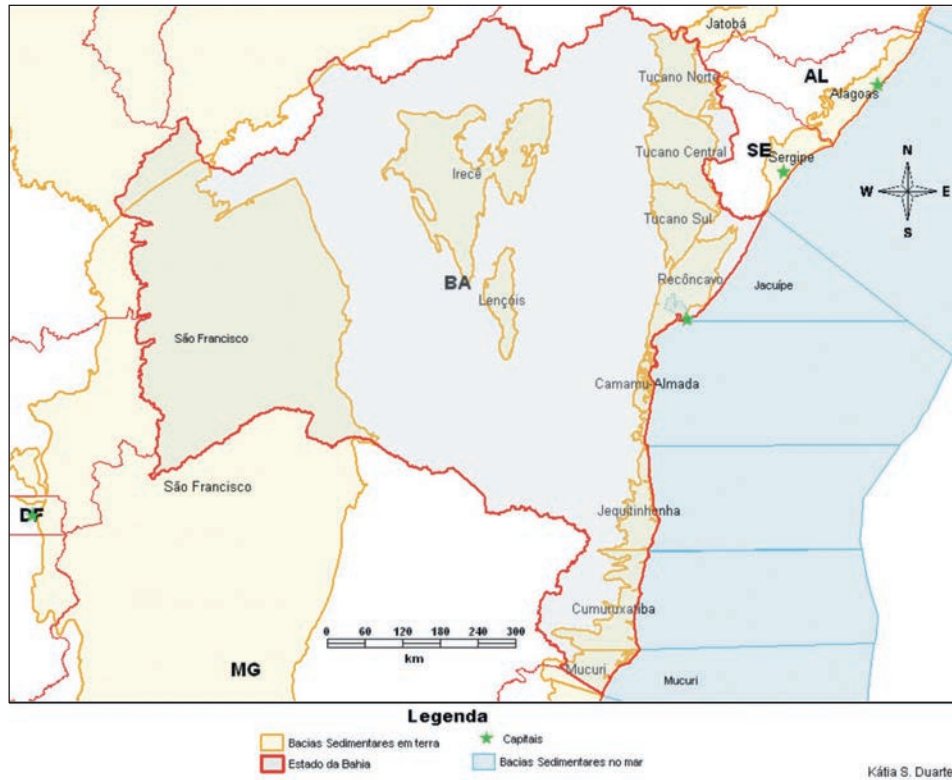 Jatobá
Tucano Norte
AL
Alagoas
Tucano Central
SE
Sergipe
N
W
E
S
Irecê
Tucano Sul
BA
Recôncavo
Jacuípe
Lençóis
São Francisco
Camamu-Almada
São Francisco
DF
Jequitinhonha
Cumuruxatiba
0 60 120 180 240 300
km
MG
Mucuri
Mucuri
Legenda
Bacias Sedimentares em terra
Capitais
Estado da Bahia
Bacias Sedimentares no mar
Kátia S. Duarte